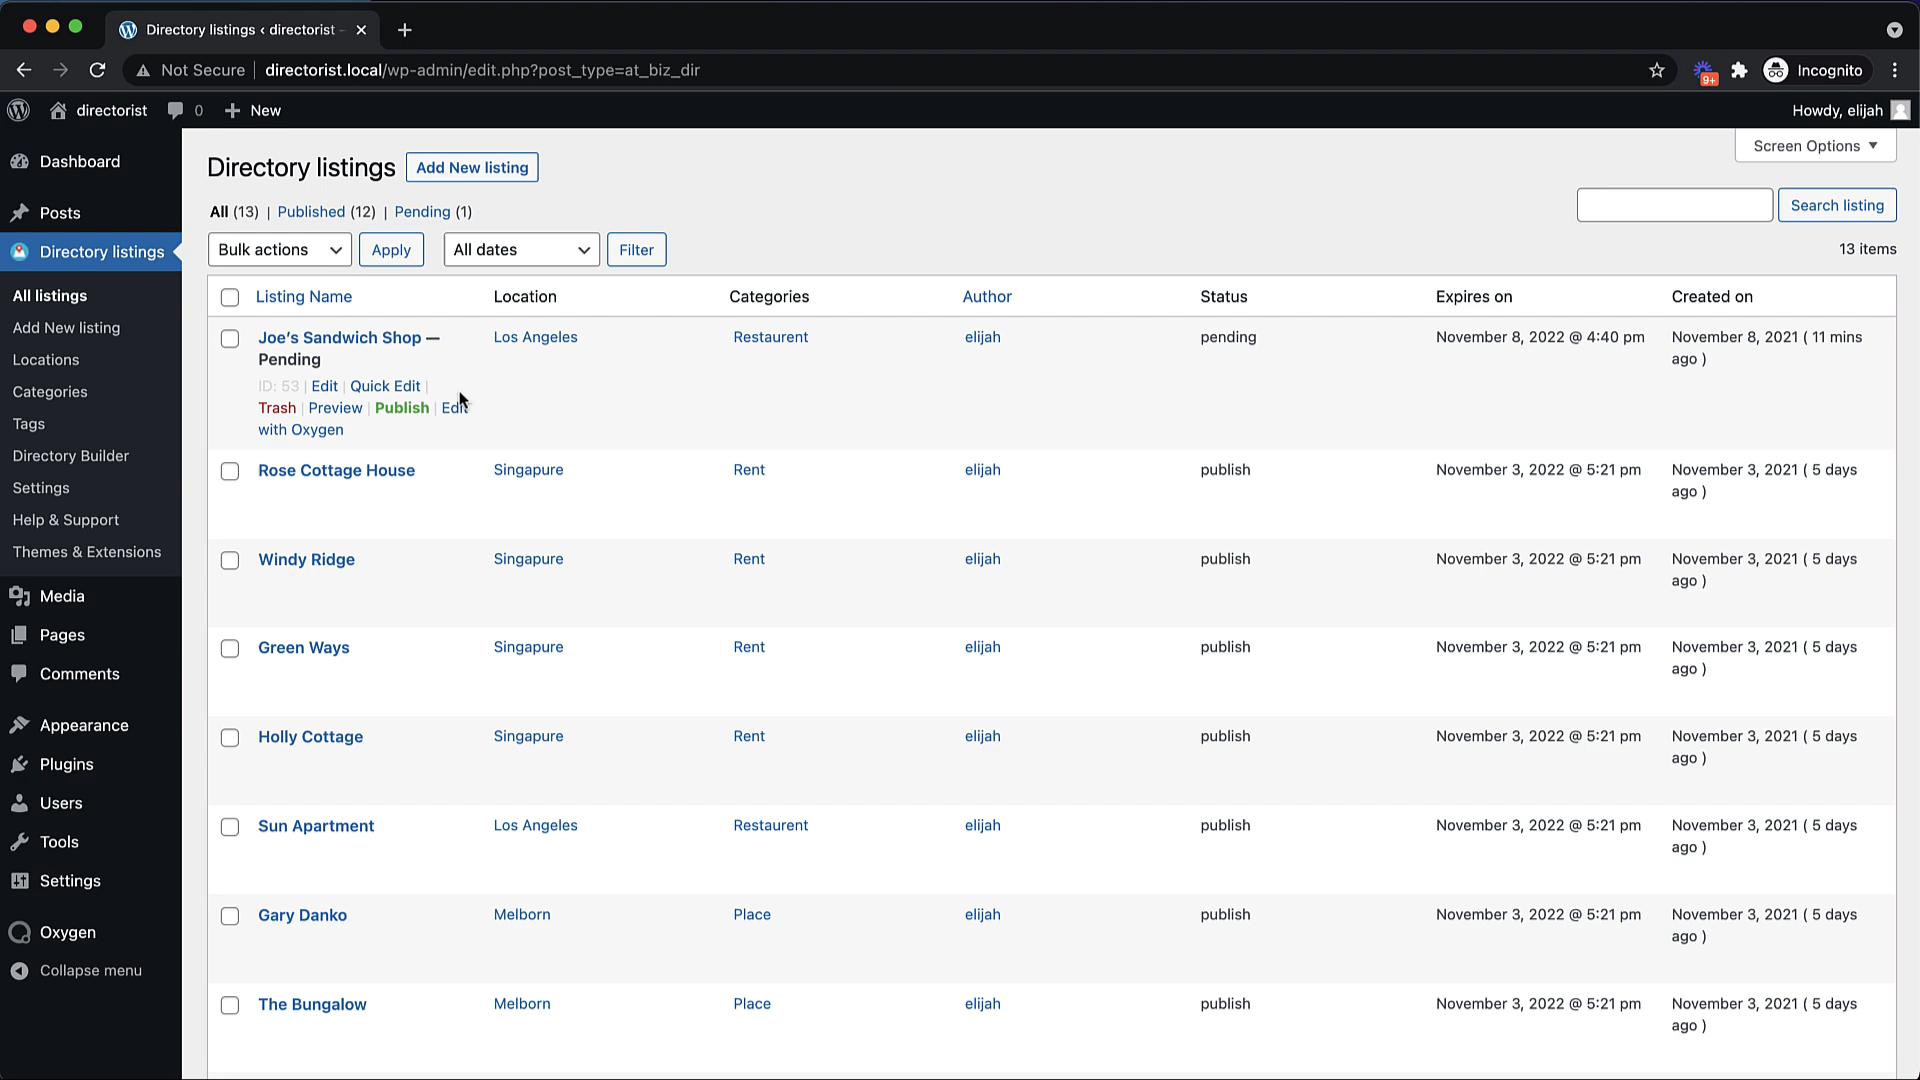 Directory listings ‹ directorist -
Not Secure directorist.local/wp-admin/edit.php?post_type=at_biz_dir
9+
Incognito
directorist 0 New
Howdy, elijah
Dashboard
Posts
Directory listings
All listings
Add New listing
Locations
Categories
Tags
Directory Builder
Settings
Help & Support
Themes & Extensions
Media
Pages
Comments
Appearance
Plugins
Users
Tools
Settings
Oxygen
Collapse menu
Screen Options
Directory listings Add New listing
All (13) | Published (12) | Pending (1)
Search listing
Bulk actions Apply All dates Filter
13 items
Listing Name Location Categories Author Status Expires on Created on
Joe's Sandwich Shop — Los Angeles Restaurent elijah pending November 8, 2022 @ 4:40 pm November 8, 2021 ( 11 mins
Pending ago )
ID: 53 | Edit | Quick Edit |
Trash | Preview | Publish | Edit
with Oxygen
Rose Cottage House Singapure Rent elijah publish November 3, 2022 @ 5:21 pm November 3, 2021 ( 5 days
ago )
Windy Ridge Singapure Rent elijah publish November 3, 2022 @ 5:21 pm November 3, 2021 ( 5 days
ago )
Green Ways Singapure Rent elijah publish November 3, 2022 @ 5:21 pm November 3, 2021 ( 5 days
ago )
Holly Cottage Singapure Rent elijah publish November 3, 2022 @ 5:21 pm November 3, 2021 ( 5 days
ago )
Sun Apartment Los Angeles Restaurent elijah publish November 3, 2022 @ 5:21 pm November 3, 2021 ( 5 days
ago )
Gary Danko Melborn Place elijah publish November 3, 2022 @ 5:21 pm November 3, 2021 ( 5 days
ago )
The Bungalow Melborn Place elijah publish November 3, 2022 @ 5:21 pm November 3, 2021 ( 5 days
ago )